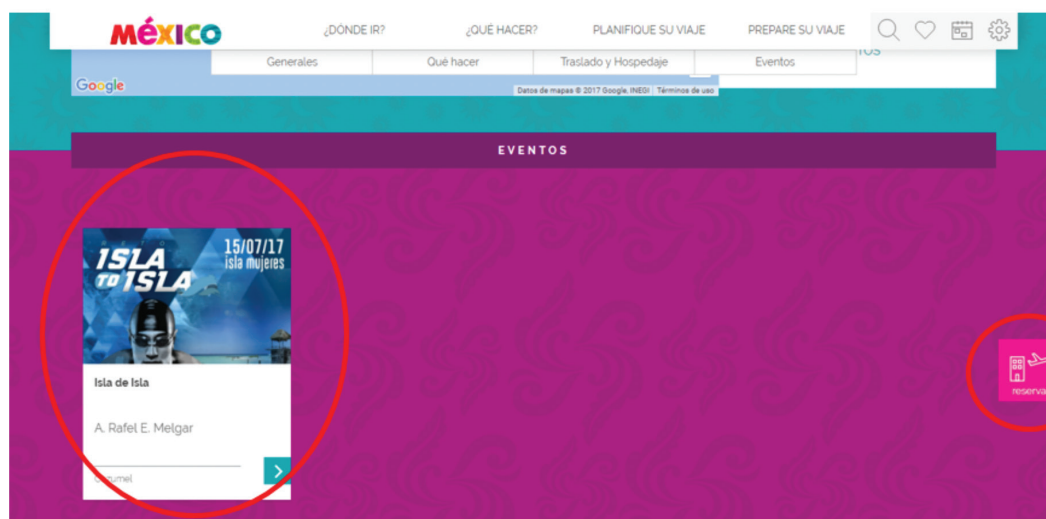 México ¿DÓNDE IR? ¿QUÉ HACER? PLANIFIQUE SU VIAJE PREPARE SU VIAJE
Generales Qué hacer Traslado y Hospedaje Eventos
Google Datos de mapas © 2017 Google, INEGI Términos de uso
EVENTOS
RETO
ISLA
TO ISLA
15/07/17
isla mujeres
Isla de Isla
A. Rafel E. Melgar
Cozumel
reserva